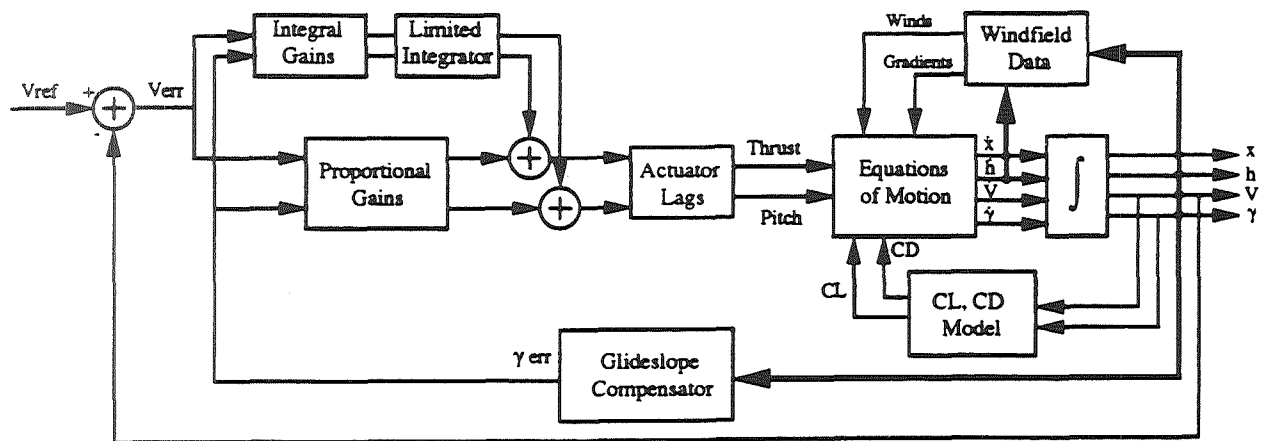 Integral
Gains
Limited
Integrator
Winds
Gradients
Windfield
Data
Vref
+
-
+
Verr
Proportional
Gains
+
+
Actuator
Lags
Thrust
Pitch
Equations
of Motion
ẋ
ḣ
V̇
γ̇
∫
x
h
V
γ
CL
CD
CL, CD
Model
γ err
Glideslope
Compensator